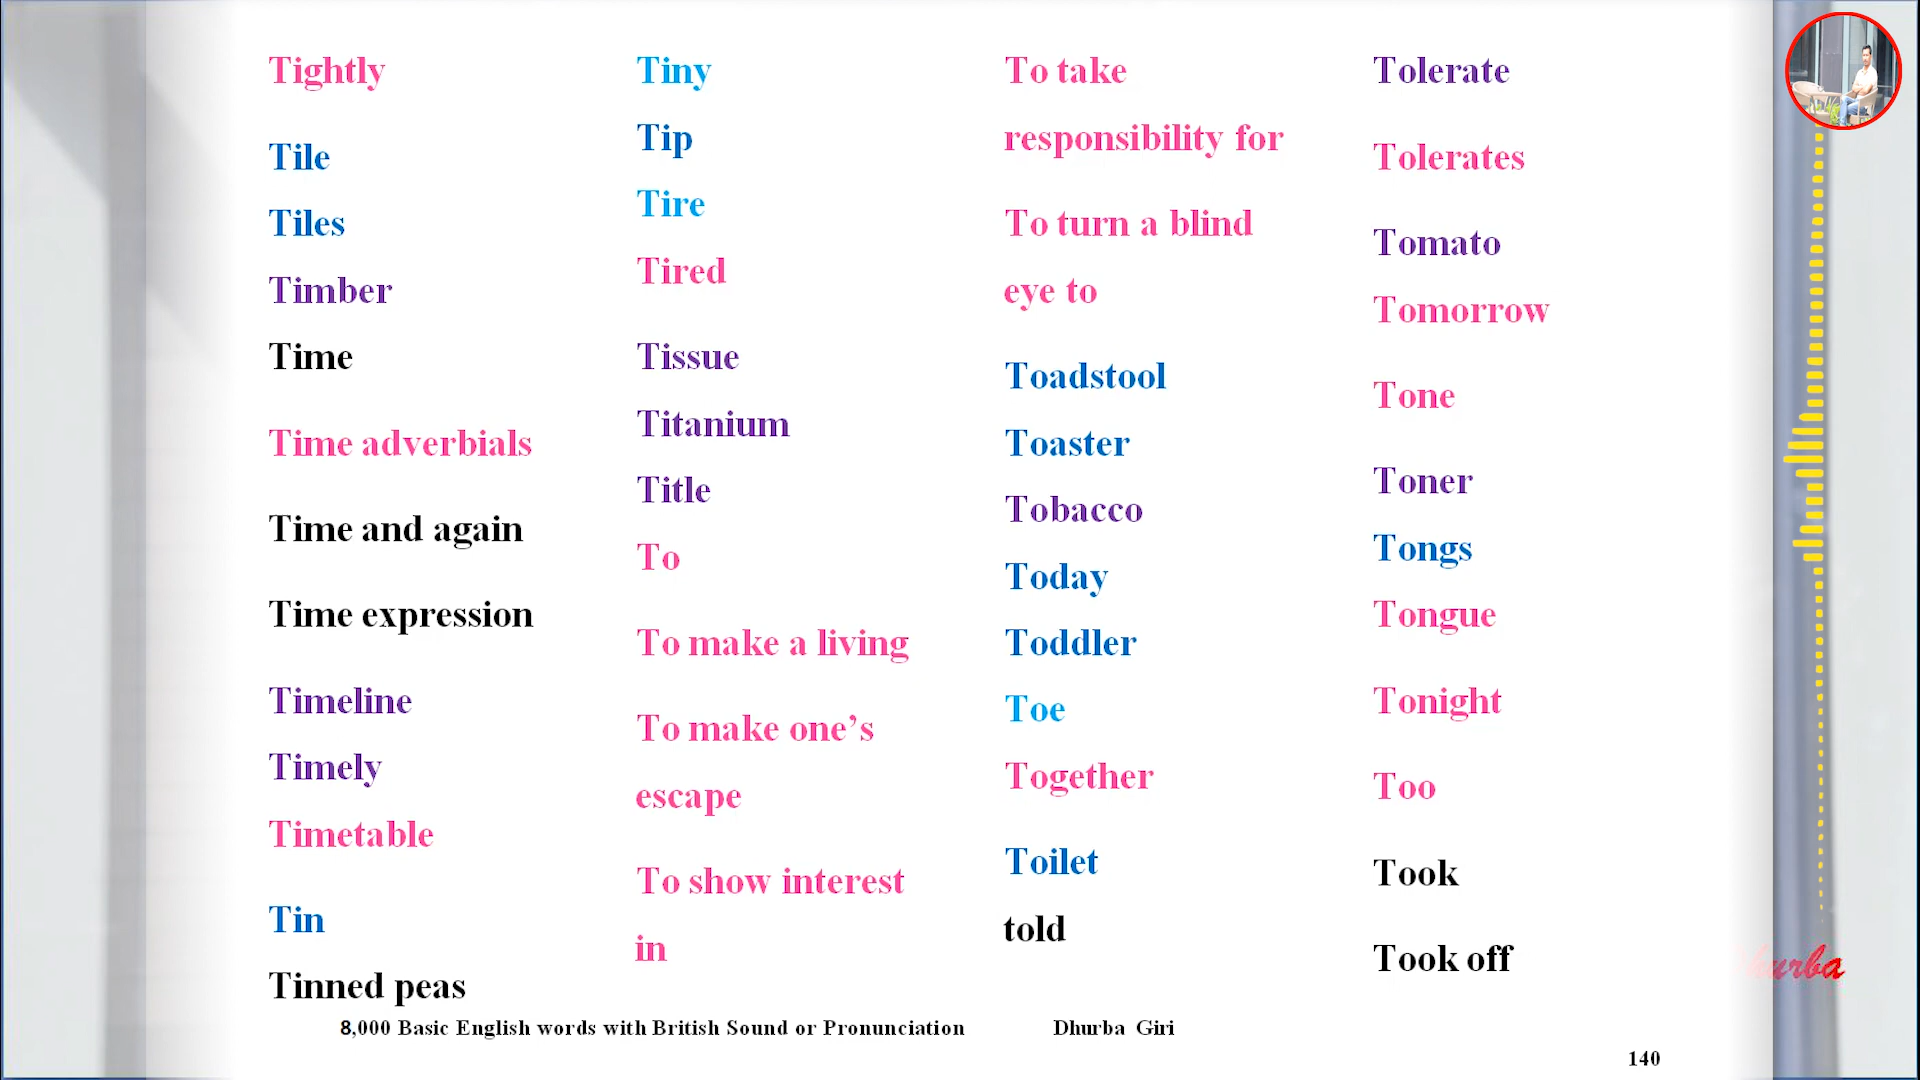 Tightly
Tile
Tiles
Timber
Time
Time adverbials
Time and again
Time expression
Timeline
Timely
Timetable
Tin
Tinned peas
Tiny
Tip
Tire
Tired
Tissue
Titanium
Title
To
To make a living
To make one’s
escape
To show interest
in
To take
responsibility for
To turn a blind
eye to
Toadstool
Toaster
Tobacco
Today
Toddler
Toe
Together
Toilet
told
Tolerate
Tolerates
Tomato
Tomorrow
Tone
Toner
Tongs
Tongue
Tonight
Too
Took
Took off
8,000 Basic English words with British Sound or Pronunciation Dhurba Giri
140